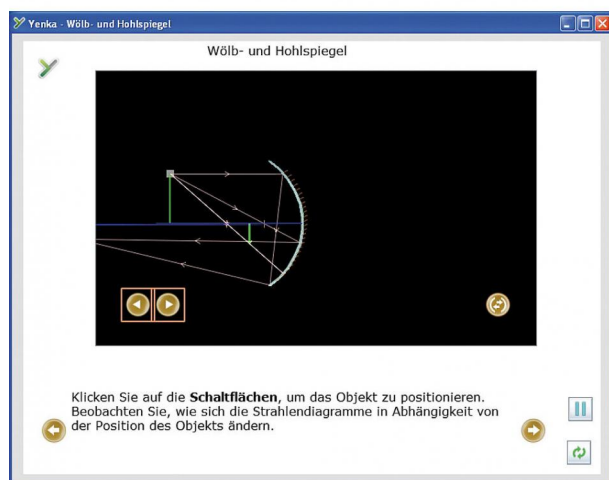 Yenka - Wölb- und Hohlspiegel
Wölb- und Hohlspiegel
Klicken Sie auf die Schaltflächen, um das Objekt zu positionieren.
Beobachten Sie, wie sich die Strahlendiagramme in Abhängigkeit von
der Position des Objekts ändern.